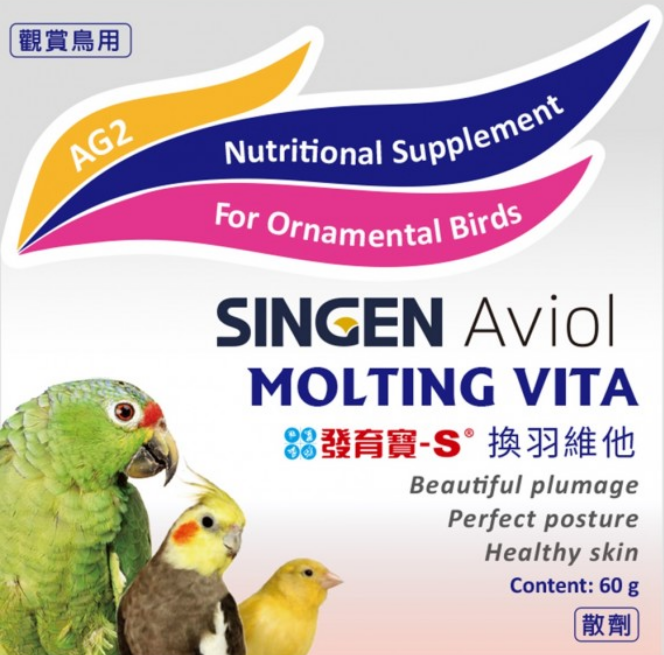 觀賞鳥用
AG2
Nutritional Supplement
For Ornamental Birds
SINGEN Aviol
MOLTING VITA
發育寶-S® 換羽維他
Beautiful plumage
Perfect posture
Healthy skin
Content: 60 g
散劑